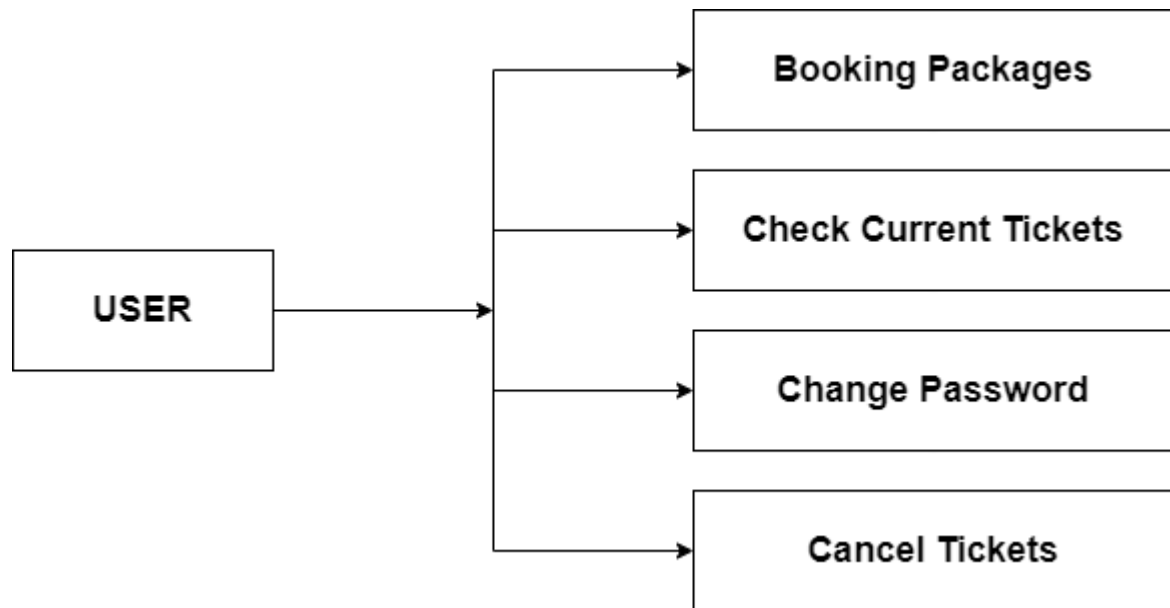 Booking Packages
Check Current Tickets
USER
Change Password
Cancel Tickets